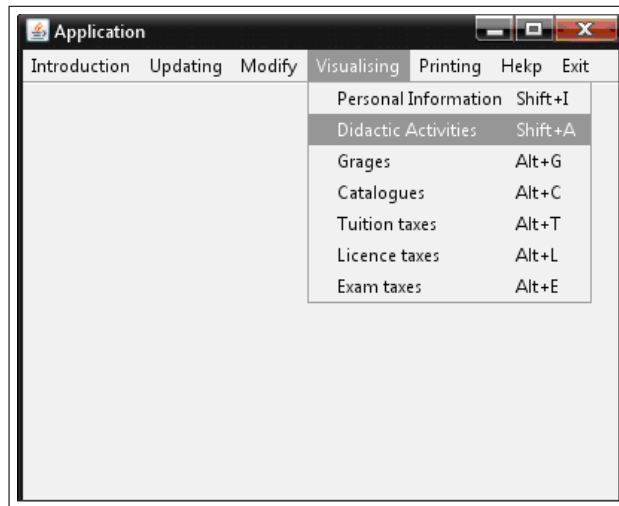 Application
Introduction Updating Modify Visualising Printing Hekp Exit
Personal Information Shift+I
Didactic Activities Shift+A
Grages Alt+G
Catalogues Alt+C
Tuition taxes Alt+T
Licence taxes Alt+L
Exam taxes Alt+E